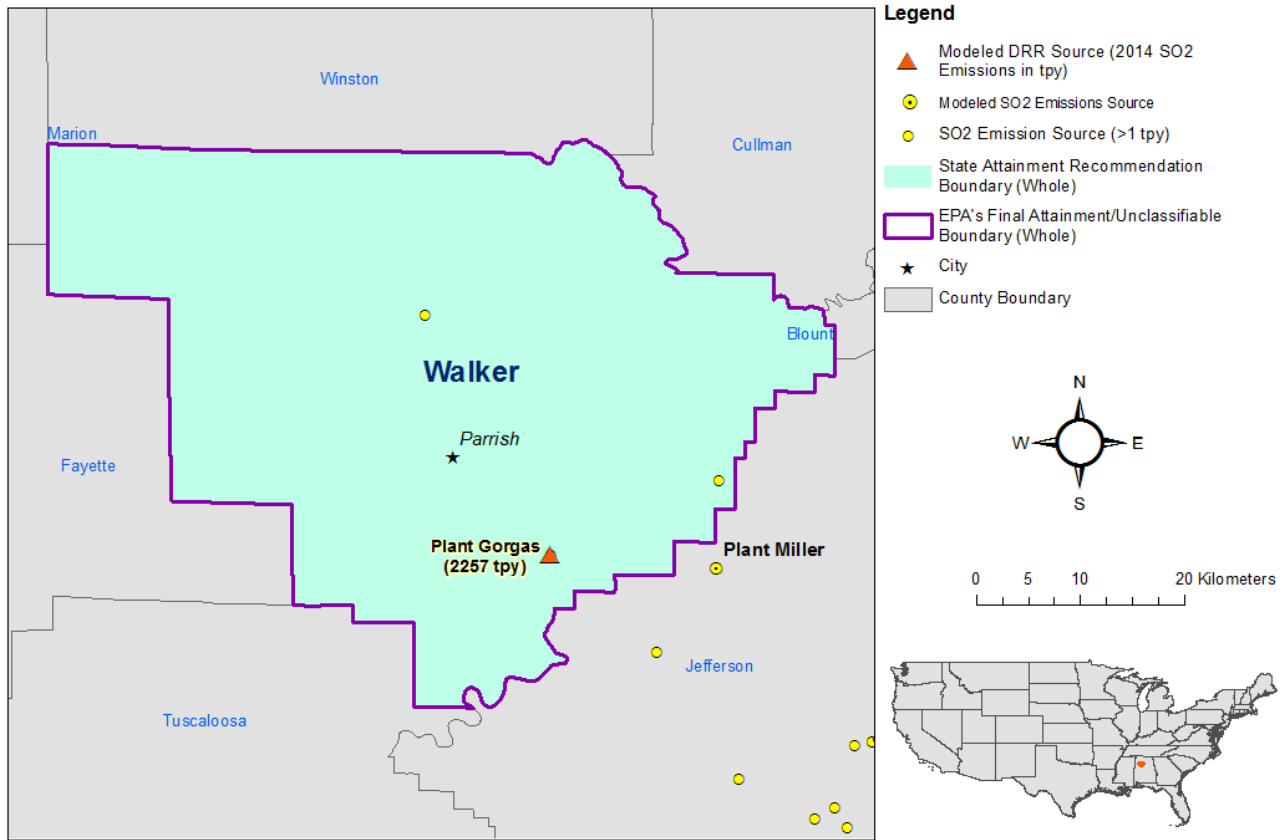 Winston
Marion
Cullman
Blount
Walker
Parrish
Fayette
Plant Gorgas
(2257 tpy)
Plant Miller
Jefferson
Tuscaloosa
Legend
Modeled DRR Source (2014 SO2
Emissions in tpy)
Modeled SO2 Emissions Source
SO2 Emission Source (>1 tpy)
State Attainment Recommendation
Boundary (Whole)
EPA's Final Attainment/Unclassifiable
Boundary (Whole)
City
County Boundary
N
W E
S
0 5 10 20 Kilometers